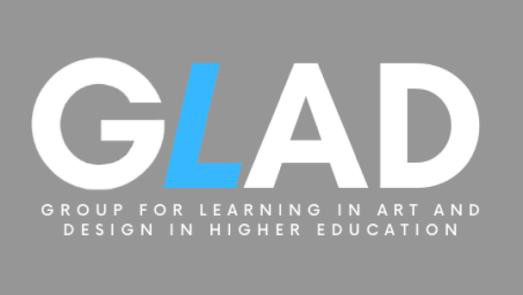 GLAD
GROUP FOR LEARNING IN ART AND
DESIGN IN HIGHER EDUCATION